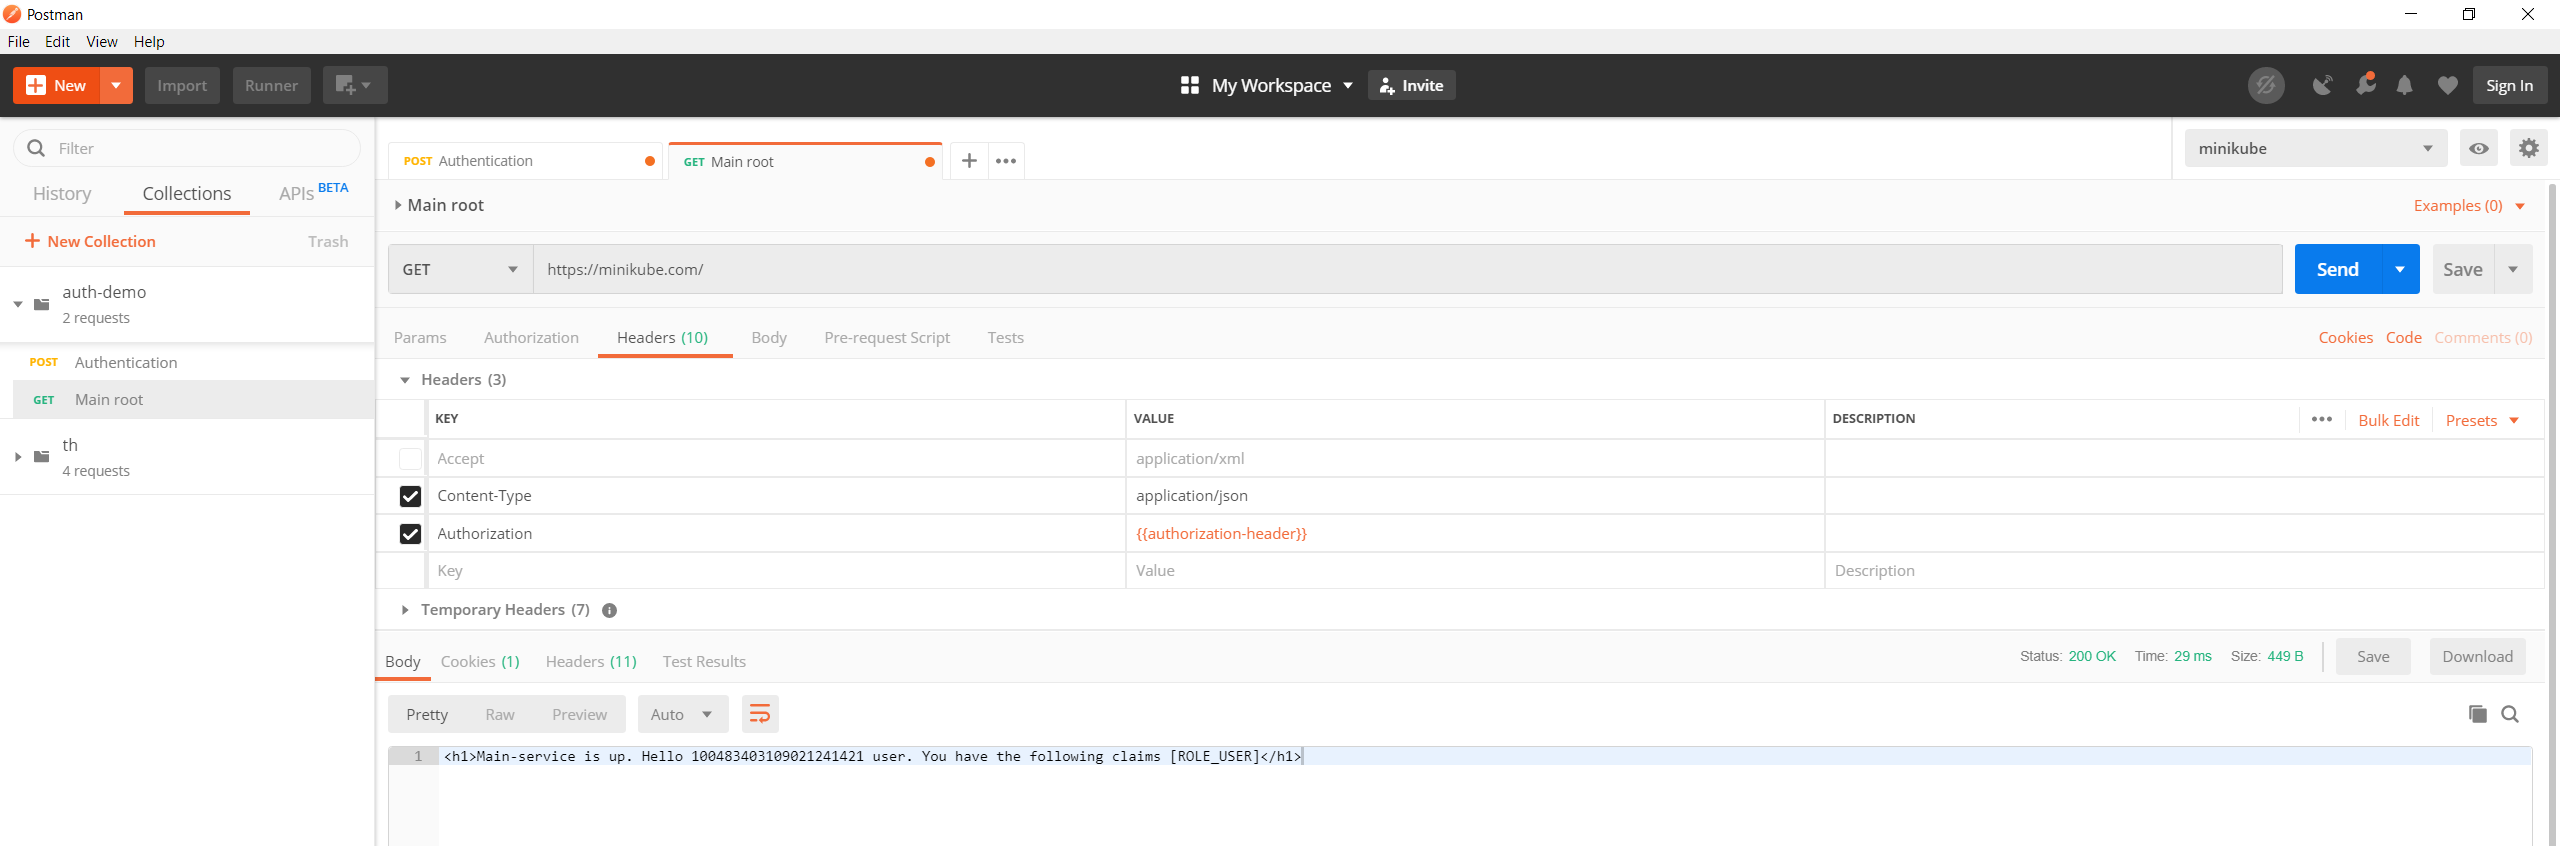 Postman
File Edit View Help
New Import Runner My Workspace Invite Sign In
Filter
History Collections APIs BETA
New Collection Trash
auth-demo
2 requests
POST Authentication
GET Main root
th
4 requests
POST Authentication GET Main root
minikube
Main root Examples (0)
GET https://minikube.com/ Send Save
Params Authorization Headers (10) Body Pre-request Script Tests Cookies Code Comments (0)
Headers (3)
KEY VALUE DESCRIPTION Bulk Edit Presets
Accept application/xml
Content-Type application/json
Authorization {{authorization-header}}
Key Value Description
Temporary Headers (7)
Body Cookies (1) Headers (11) Test Results Status: 200 OK Time: 29 ms Size: 449 B Save Download
Pretty Raw Preview Auto
1 <h1>Main-service is up. Hello 100483403109021241421 user. You have the following claims [ROLE_USER]</h1>